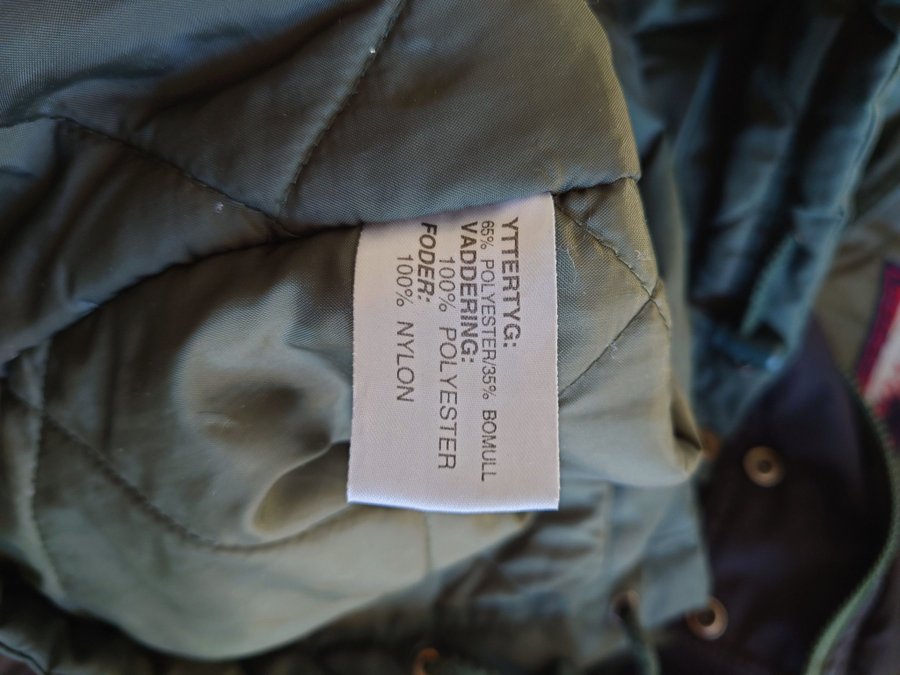 YTTERTYG:
65% POLYESTER/35% BOMULL
VADDERING:
100% POLYESTER
FODER:
100% NYLON